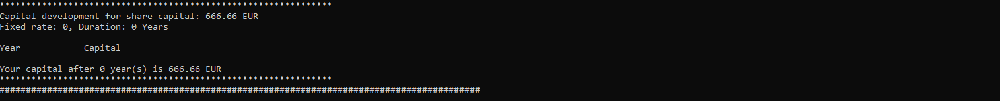 ***************************************************************
Capital development for share capital: 666.66 EUR
Fixed rate: 0, Duration: 0 Years
Year            Capital
----------------------------------------
Your capital after 0 year(s) is 666.66 EUR
***************************************************************
###########################################################################################